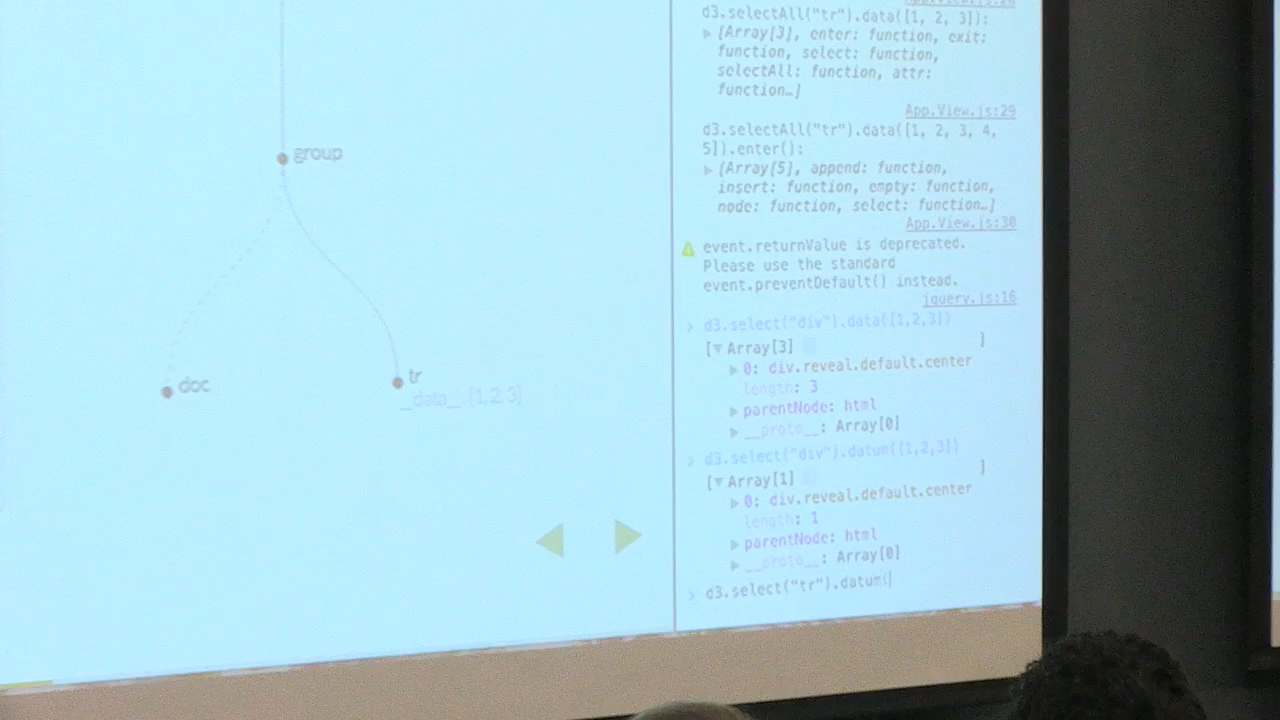 group
doc
tr
__data__: [1,2,3]
App.View.js:28
d3.selectAll("tr").data([1, 2, 3]):
[Array[3], enter: function, exit:
function, select: function,
selectAll: function, attr:
function…]
App.View.js:29
d3.selectAll("tr").data([1, 2, 3, 4,
5]).enter():
[Array[5], append: function,
insert: function, empty: function,
node: function, select: function…]
App.View.js:30
event.returnValue is deprecated.
Please use the standard
event.preventDefault() instead.
jquery.js:16
d3.select("div").data([1,2,3])
[▼Array[3] ]
0: div.reveal.default.center
length: 3
parentNode: html
__proto__: Array[0]
d3.select("div").datum([1,2,3])
[▼Array[1] ]
0: div.reveal.default.center
length: 1
parentNode: html
__proto__: Array[0]
d3.select("tr").datum(